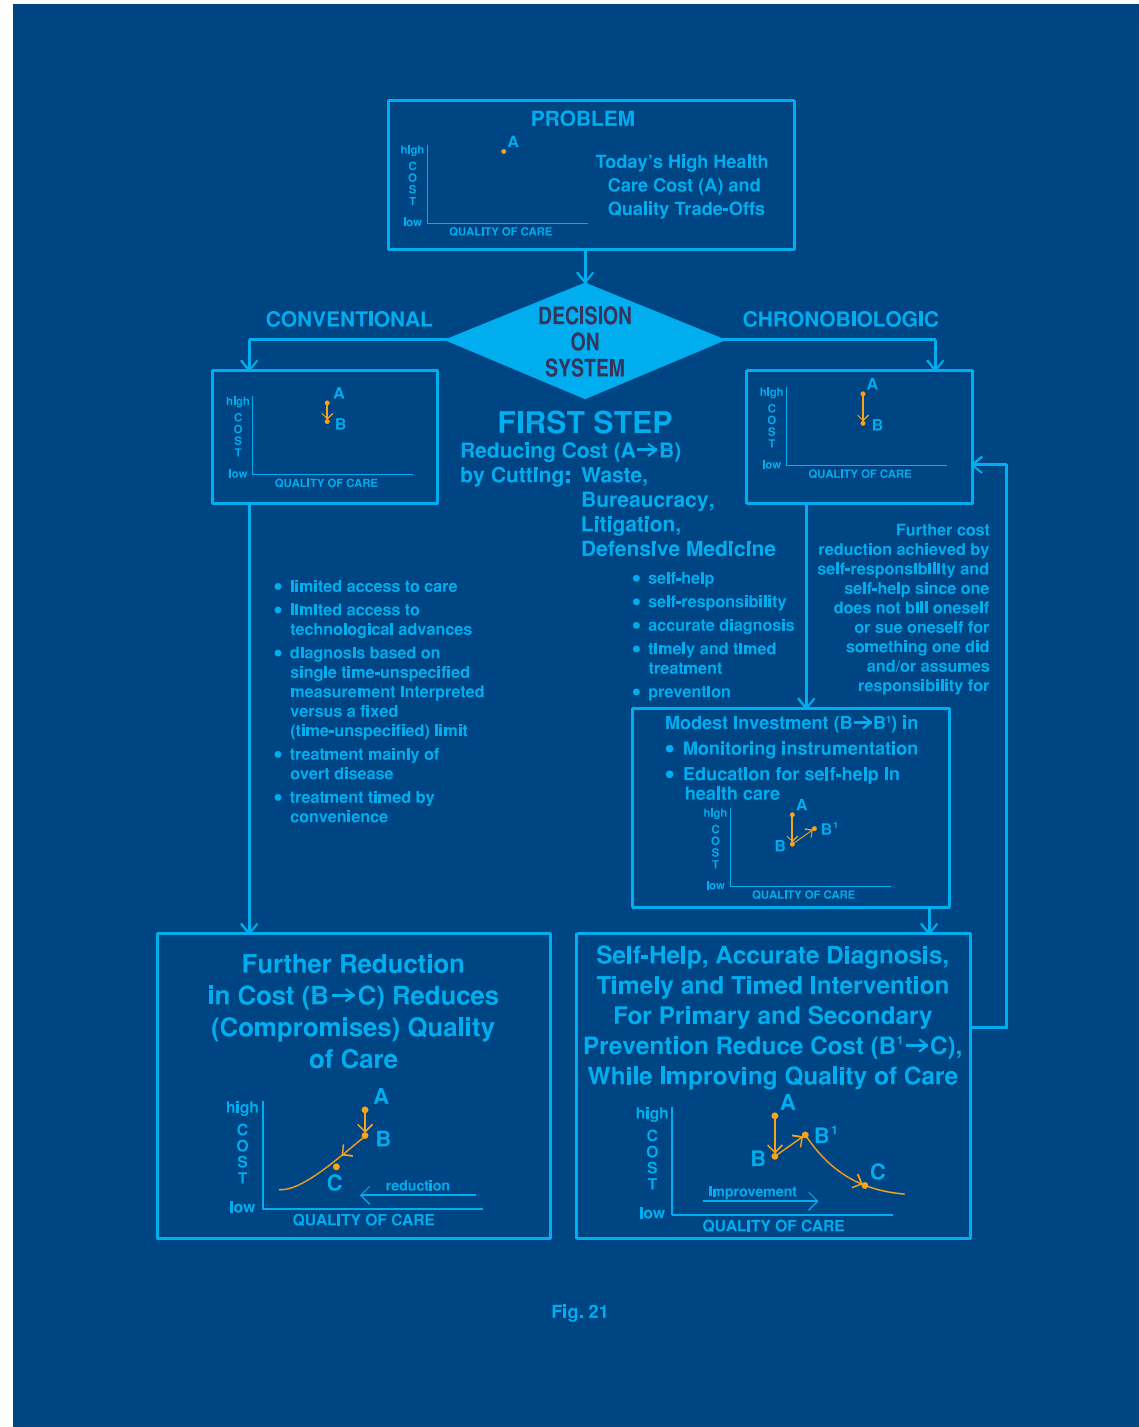 PROBLEM
A
high
COST
low
QUALITY OF CARE
Today's High Health
Care Cost (A) and
Quality Trade-Offs
DECISION
ON
SYSTEM
CONVENTIONAL
CHRONOBIOLOGIC
high
COST
low
A
B
QUALITY OF CARE
FIRST STEP
Reducing Cost (A→B)
by Cutting: Waste,
Bureaucracy,
Litigation,
Defensive Medicine
high
COST
low
A
B
QUALITY OF CARE
• limited access to care
• limited access to
technological advances
• diagnosis based on
single time-unspecified
measurement interpreted
versus a fixed
(time-unspecified) limit
• treatment mainly of
overt disease
• treatment timed by
convenience
• self-help
• self-responsibility
• accurate diagnosis
• timely and timed
treatment
• prevention
Further cost
reduction achieved by
self-responsibility and
self-help since one
does not bill oneself
or sue oneself for
something one did
and/or assumes
responsibility for
Modest Investment (B→B¹) in
• Monitoring instrumentation
• Education for self-help in
health care
high
COST
low
A
B
B¹
QUALITY OF CARE
Further Reduction
in Cost (B→C) Reduces
(Compromises) Quality
of Care
high
COST
low
A
B
C
reduction
QUALITY OF CARE
Self-Help, Accurate Diagnosis,
Timely and Timed Intervention
For Primary and Secondary
Prevention Reduce Cost (B¹→C),
While Improving Quality of Care
high
COST
low
A
B
B¹
C
Improvement
QUALITY OF CARE
Fig. 21